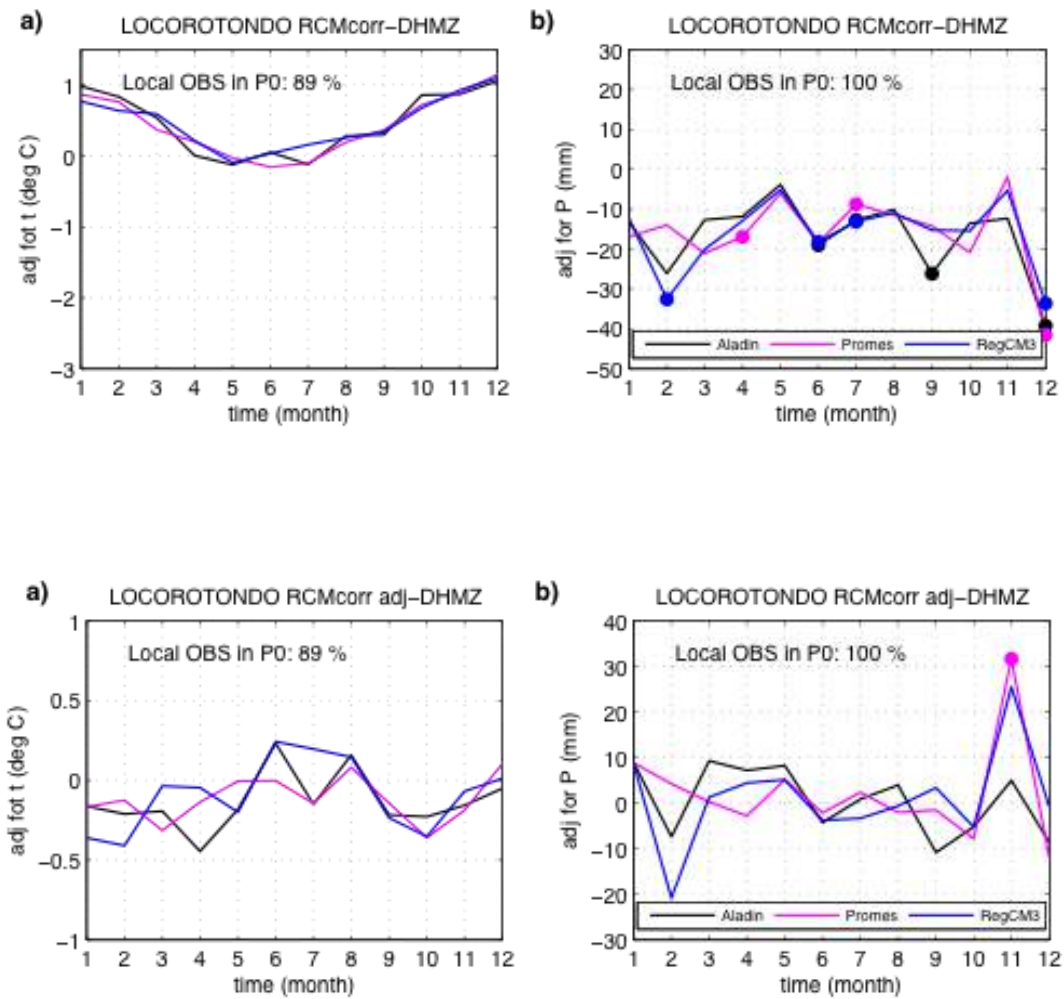 a) LOCOROTONDO RCMcorr-DHMZ
Local OBS in P0: 89 %
adj fot t (deg C)
1
0
−1
−2
−3
1 2 3 4 5 6 7 8 9 10 11 12
time (month)
b) LOCOROTONDO RCMcorr-DHMZ
Local OBS in P0: 100 %
adj for P (mm)
30
20
10
0
−10
−20
−30
−40
−50
Aladin Promes RegCM3
1 2 3 4 5 6 7 8 9 10 11 12
time (month)
a) LOCOROTONDO RCMcorr adj-DHMZ
Local OBS in P0: 89 %
adj fot t (deg C)
1
0.5
0
−0.5
−1
1 2 3 4 5 6 7 8 9 10 11 12
time (month)
b) LOCOROTONDO RCMcorr adj-DHMZ
Local OBS in P0: 100 %
adj for P (mm)
40
30
20
10
0
−10
−20
−30
Aladin Promes RegCM3
1 2 3 4 5 6 7 8 9 10 11 12
time (month)